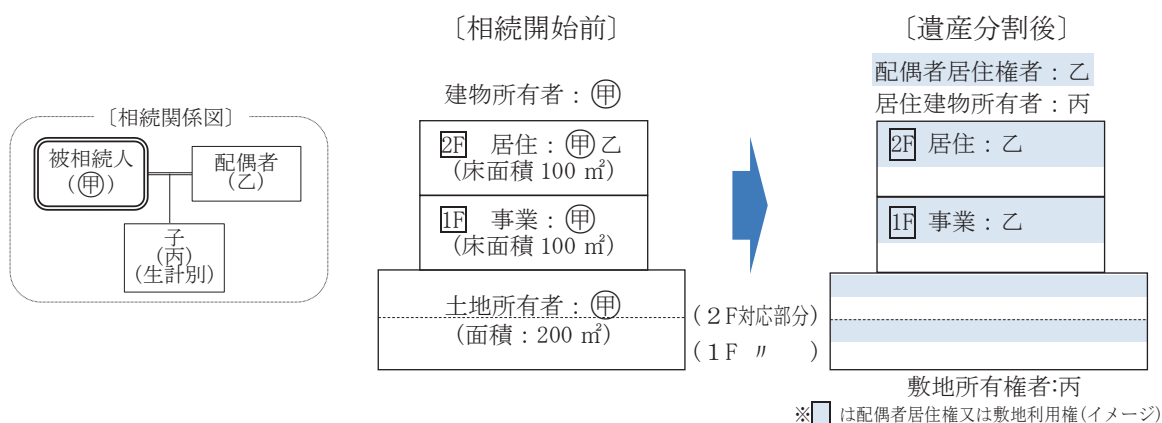 〔相続関係図〕
被相続人
(㊙甲)
配偶者
(乙)
子
(丙)
(生計別)
〔相続開始前〕
建物所有者：甲
2F 居住：甲乙
(床面積 100 ㎡)
1F 事業：甲
(床面積 100 ㎡)
土地所有者：甲
(面積：200 ㎡)
(２F対応部分)
(１F 〃 )
〔遺産分割後〕
配偶者居住権者：乙
居住建物所有者：丙
2F 居住：乙
1F 事業：乙
敷地所有権者:丙
※ は配偶者居住権又は敷地利用権(イメージ)